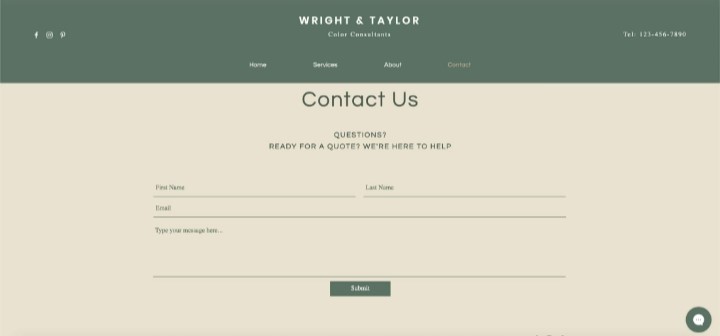 WRIGHT & TAYLOR
Color Consultants
Tel: 123-456-7890
Home Services About Contact
Contact Us
QUESTIONS?
READY FOR A QUOTE? WE'RE HERE TO HELP
First Name Last Name
Email
Type your message here...
Submit